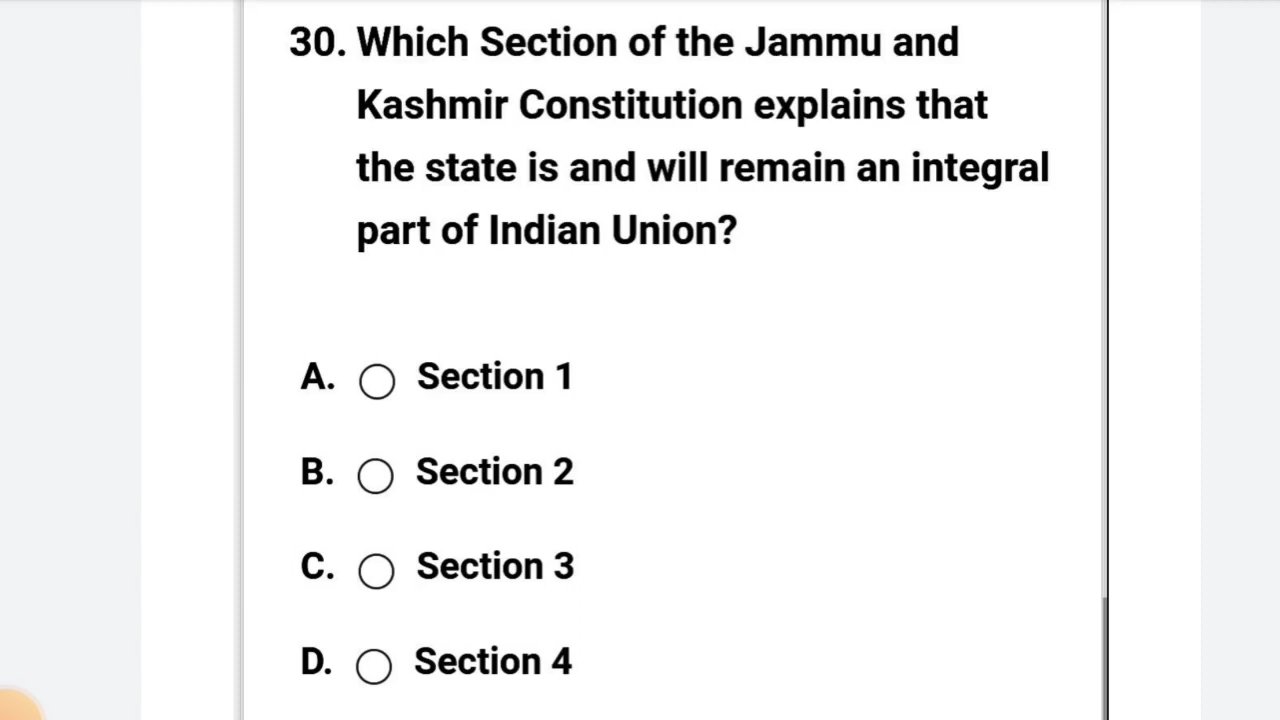 30. Which Section of the Jammu and
Kashmir Constitution explains that
the state is and will remain an integral
part of Indian Union?
A. Section 1
B. Section 2
C. Section 3
D. Section 4